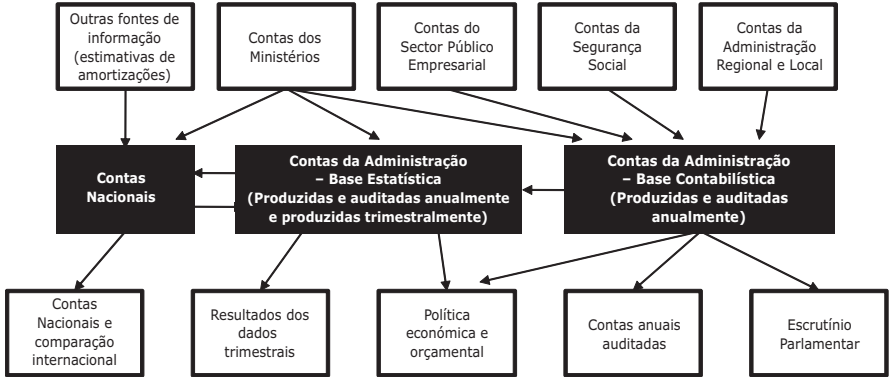 Outras fontes de
informação
(estimativas de
amortizações)
Contas dos
Ministérios
Contas do
Sector Público
Empresarial
Contas da
Segurança
Social
Contas da
Administração
Regional e Local
Contas
Nacionais
Contas da Administração
– Base Estatística
(Produzidas e auditadas anualmente
e produzidas trimestralmente)
Contas da Administração
– Base Contabilística
(Produzidas e auditadas
anualmente)
Contas
Nacionais e
comparação
internacional
Resultados dos
dados
trimestrais
Política
económica e
orçamental
Contas anuais
auditadas
Escrutínio
Parlamentar